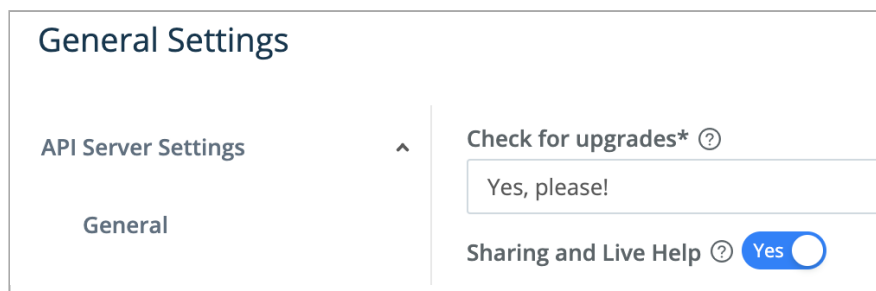 General Settings
API Server Settings
General
Check for upgrades*
Yes, please!
Sharing and Live Help
Yes